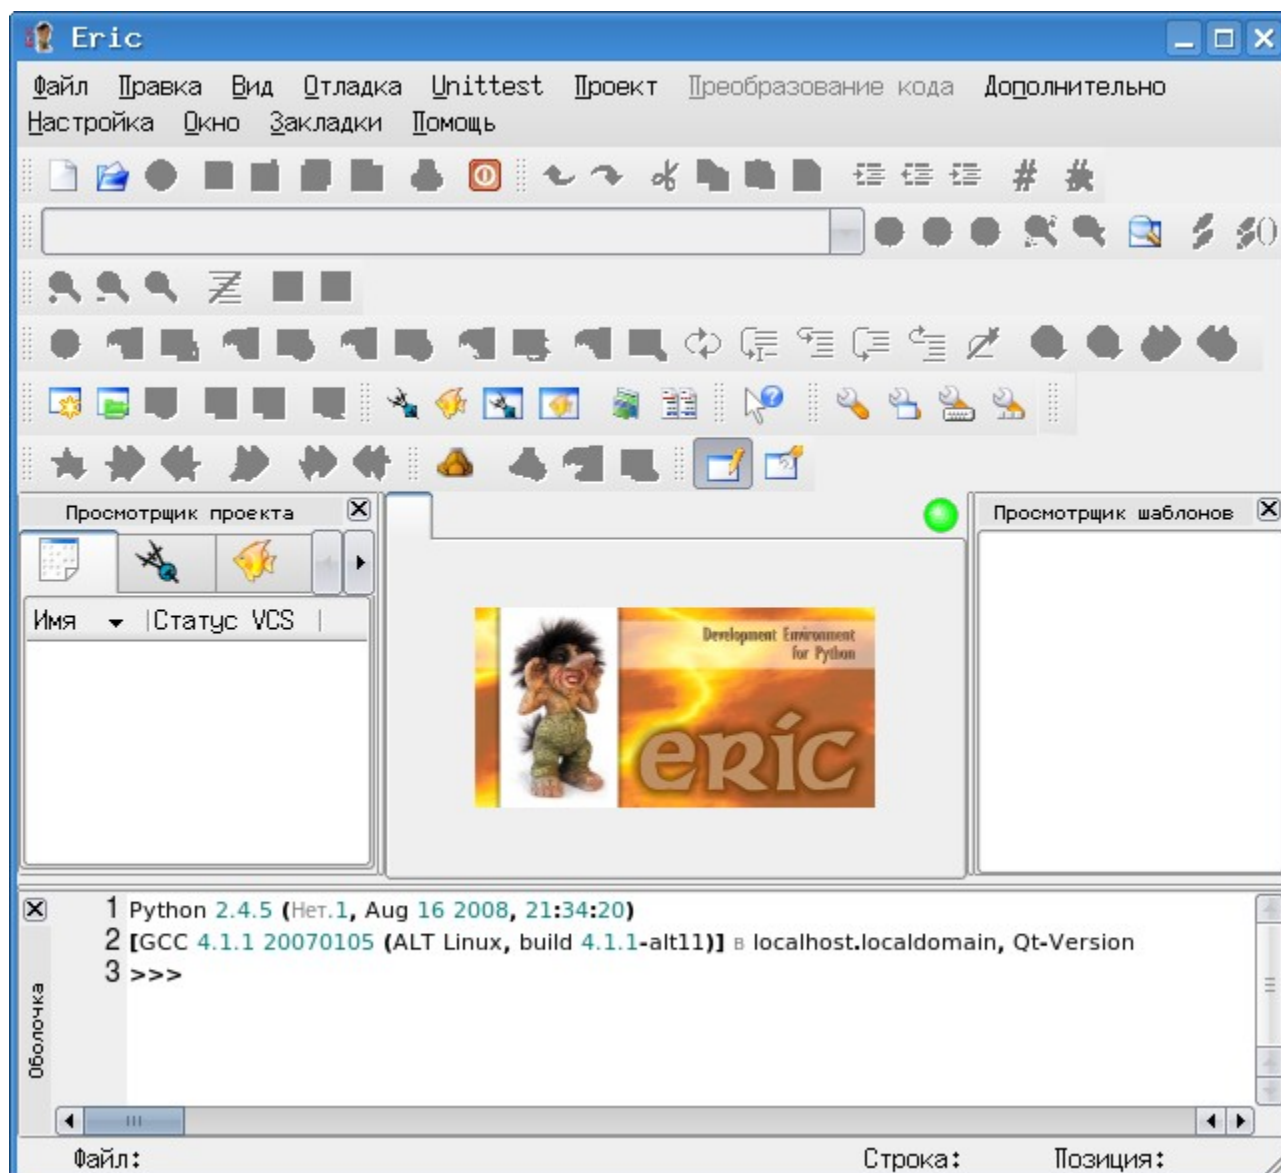 Eric
Файл Правка Вид Отладка Unittest Проект Преобразование кода Дополнительно
Настройка Окно Закладки Помощь
Просмотрщик проекта
Просмотрщик шаблонов
Имя Статус VCS
Development Environment
for Python
eric
1 Python 2.4.5 (Нет.1, Aug 16 2008, 21:34:20)
2 [GCC 4.1.1 20070105 (ALT Linux, build 4.1.1-alt11)] в localhost.localdomain, Qt-Version
3 >>>
Оболочка
Файл: Строка: Позиция: